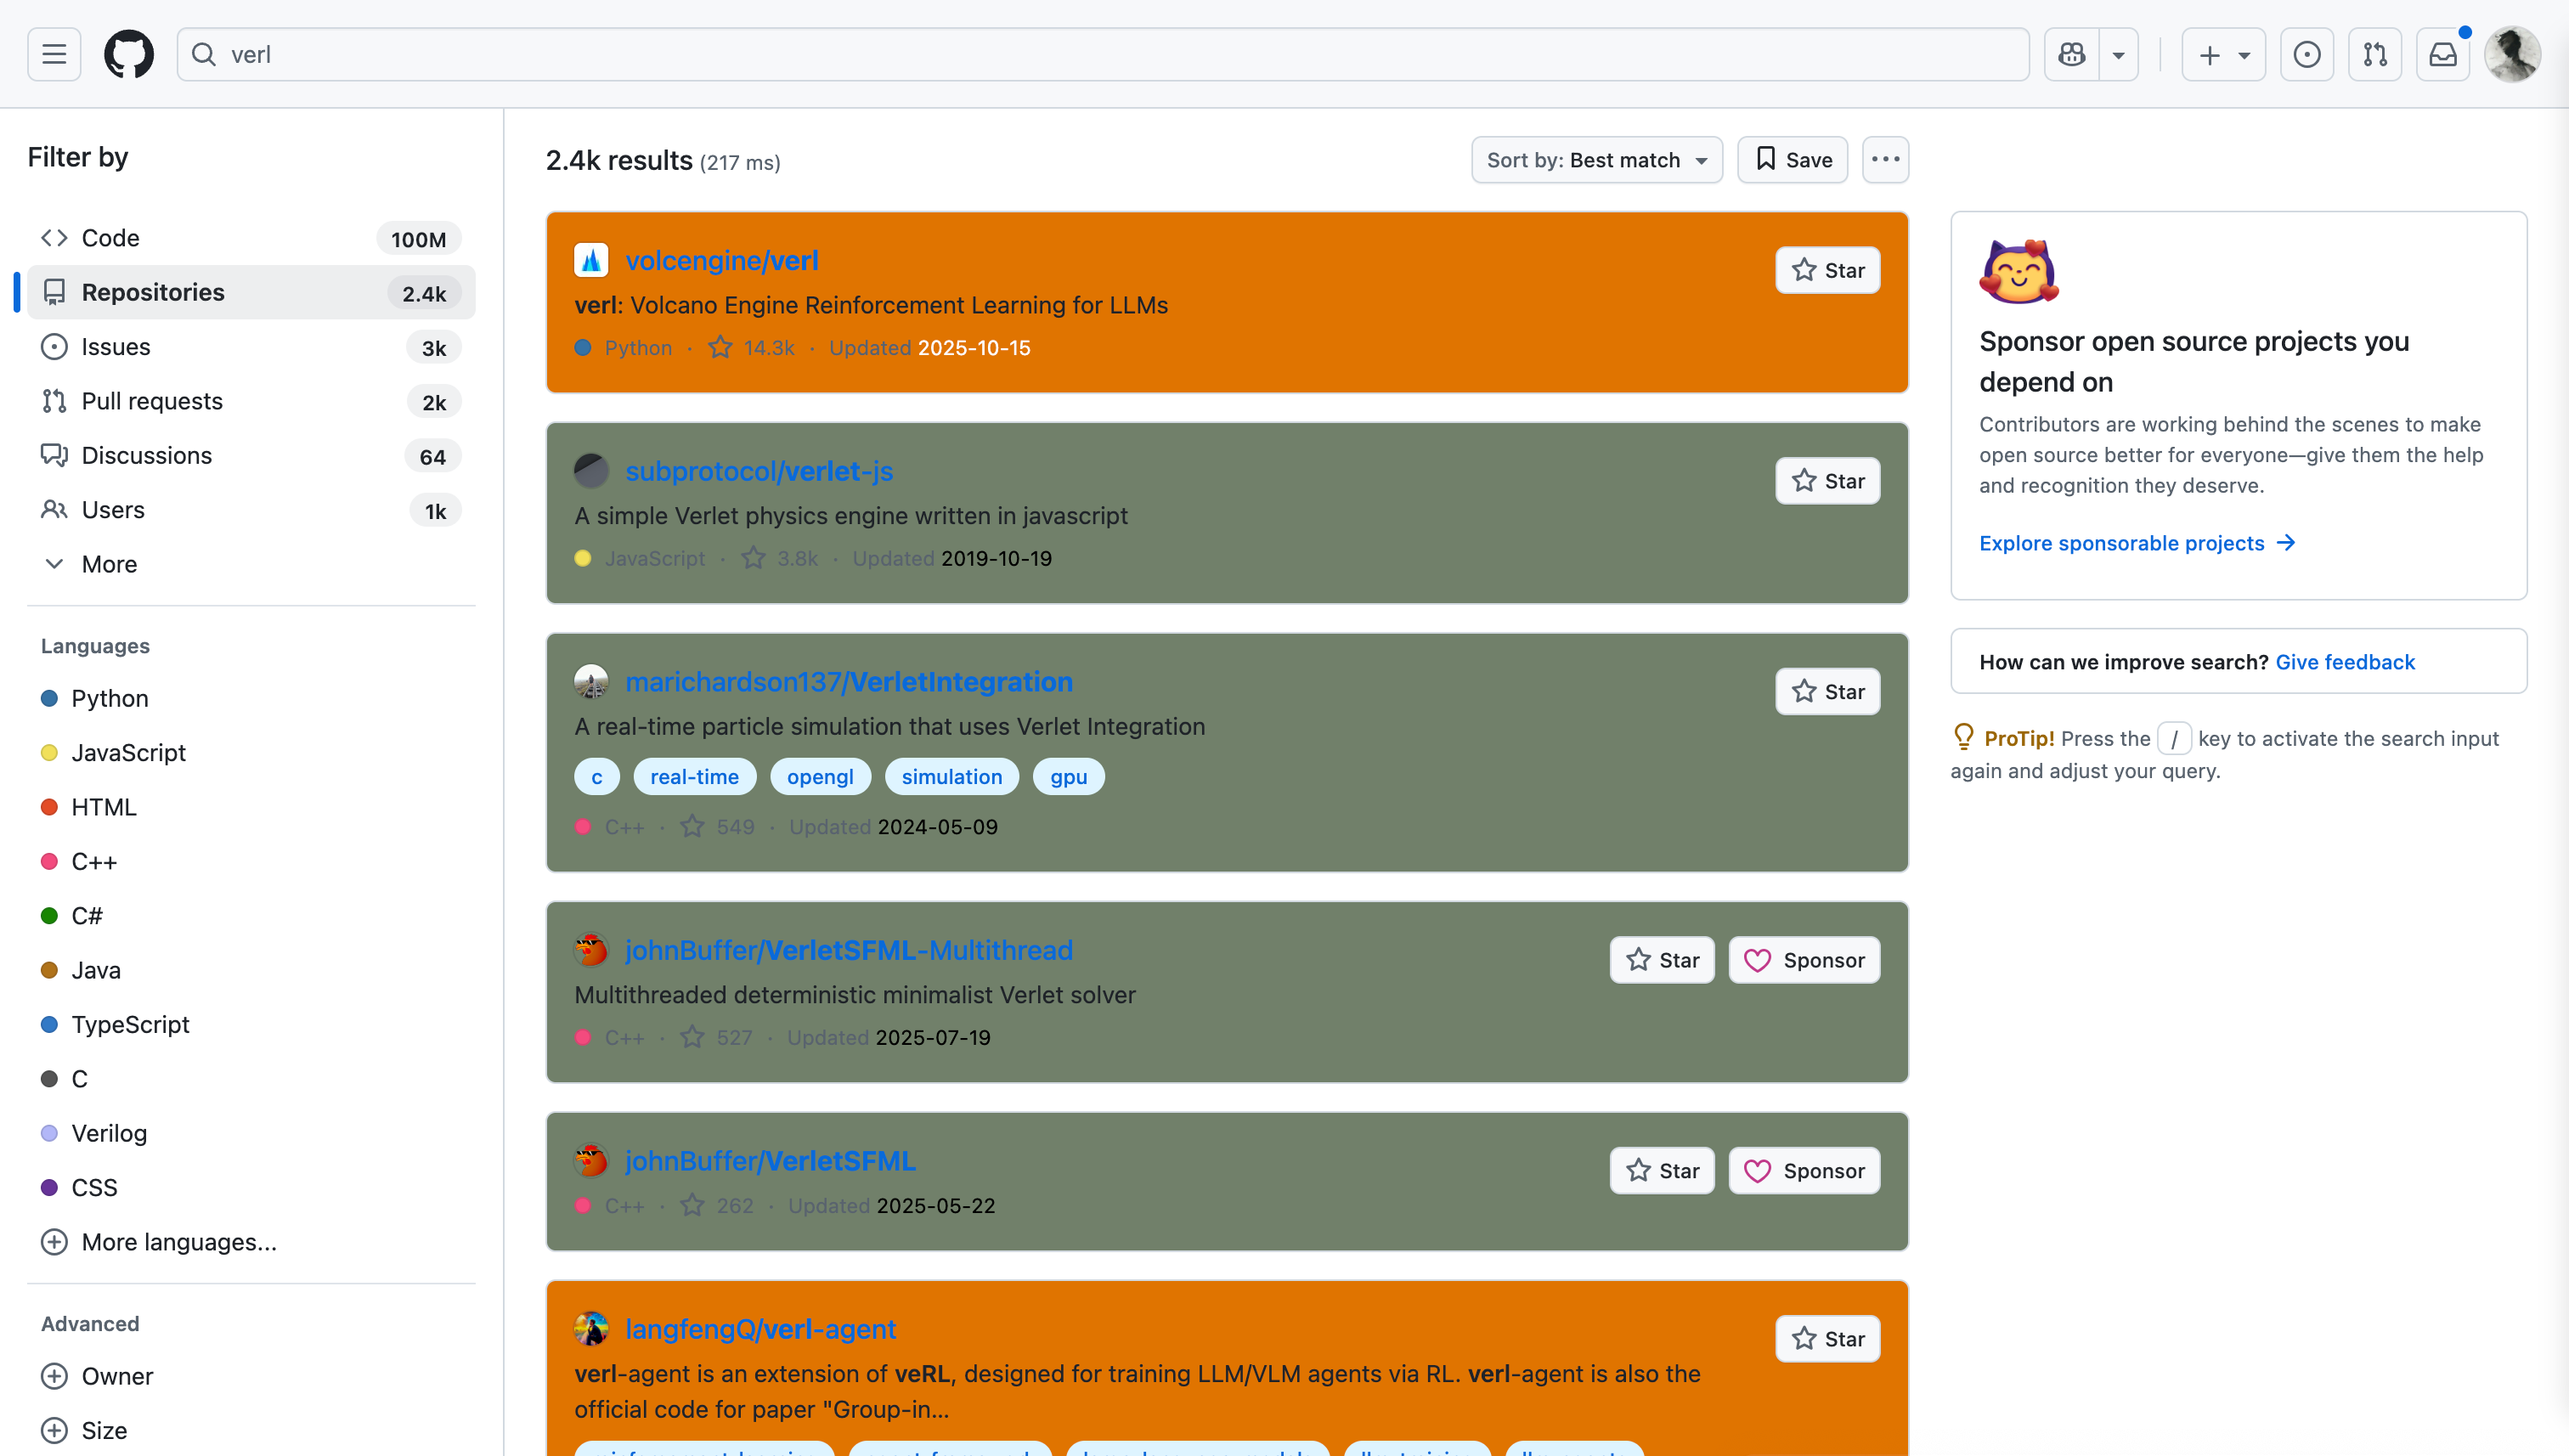 verl
Filter by
Code 100M
Repositories 2.4k
Issues 3k
Pull requests 2k
Discussions 64
Users 1k
More
Languages
Python
JavaScript
HTML
C++
C#
Java
TypeScript
C
Verilog
CSS
More languages...
Advanced
Owner
Size
2.4k results (217 ms)
Sort by: Best match
Save
volcengine/verl
Star
verl: Volcano Engine Reinforcement Learning for LLMs
Python · 14.3k · Updated 2025-10-15
subprotocol/verlet-js
Star
A simple Verlet physics engine written in javascript
JavaScript · 3.8k · Updated 2019-10-19
marichardson137/VerletIntegration
Star
A real-time particle simulation that uses Verlet Integration
c real-time opengl simulation gpu
C++ · 549 · Updated 2024-05-09
johnBuffer/VerletSFML-Multithread
Star Sponsor
Multithreaded deterministic minimalist Verlet solver
C++ · 527 · Updated 2025-07-19
johnBuffer/VerletSFML
Star Sponsor
C++ · 262 · Updated 2025-05-22
langfengQ/verl-agent
Star
verl-agent is an extension of veRL, designed for training LLM/VLM agents via RL. verl-agent is also the
official code for paper "Group-in...
Sponsor open source projects you
depend on
Contributors are working behind the scenes to make
open source better for everyone—give them the help
and recognition they deserve.
Explore sponsorable projects →
How can we improve search? Give feedback
ProTip! Press the / key to activate the search input
again and adjust your query.